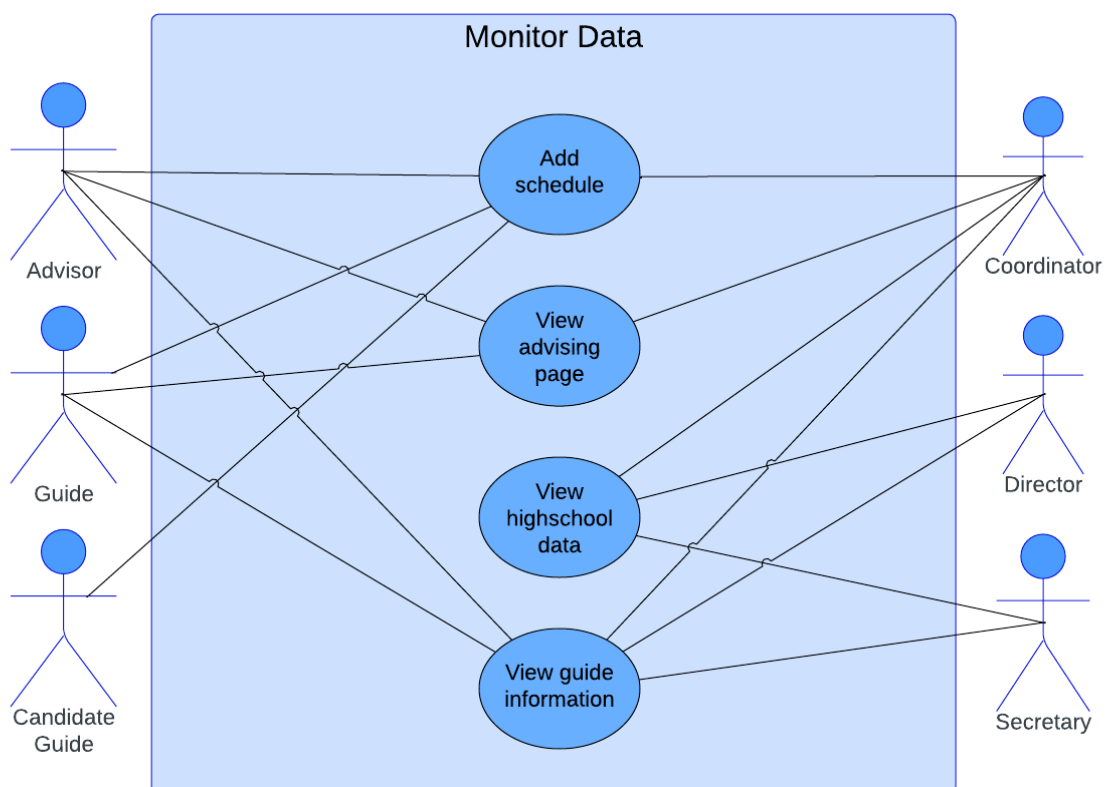 Monitor Data
Add
schedule
View
advising
page
View
highschool
data
View guide
information
Advisor
Guide
Candidate
Guide
Coordinator
Director
Secretary